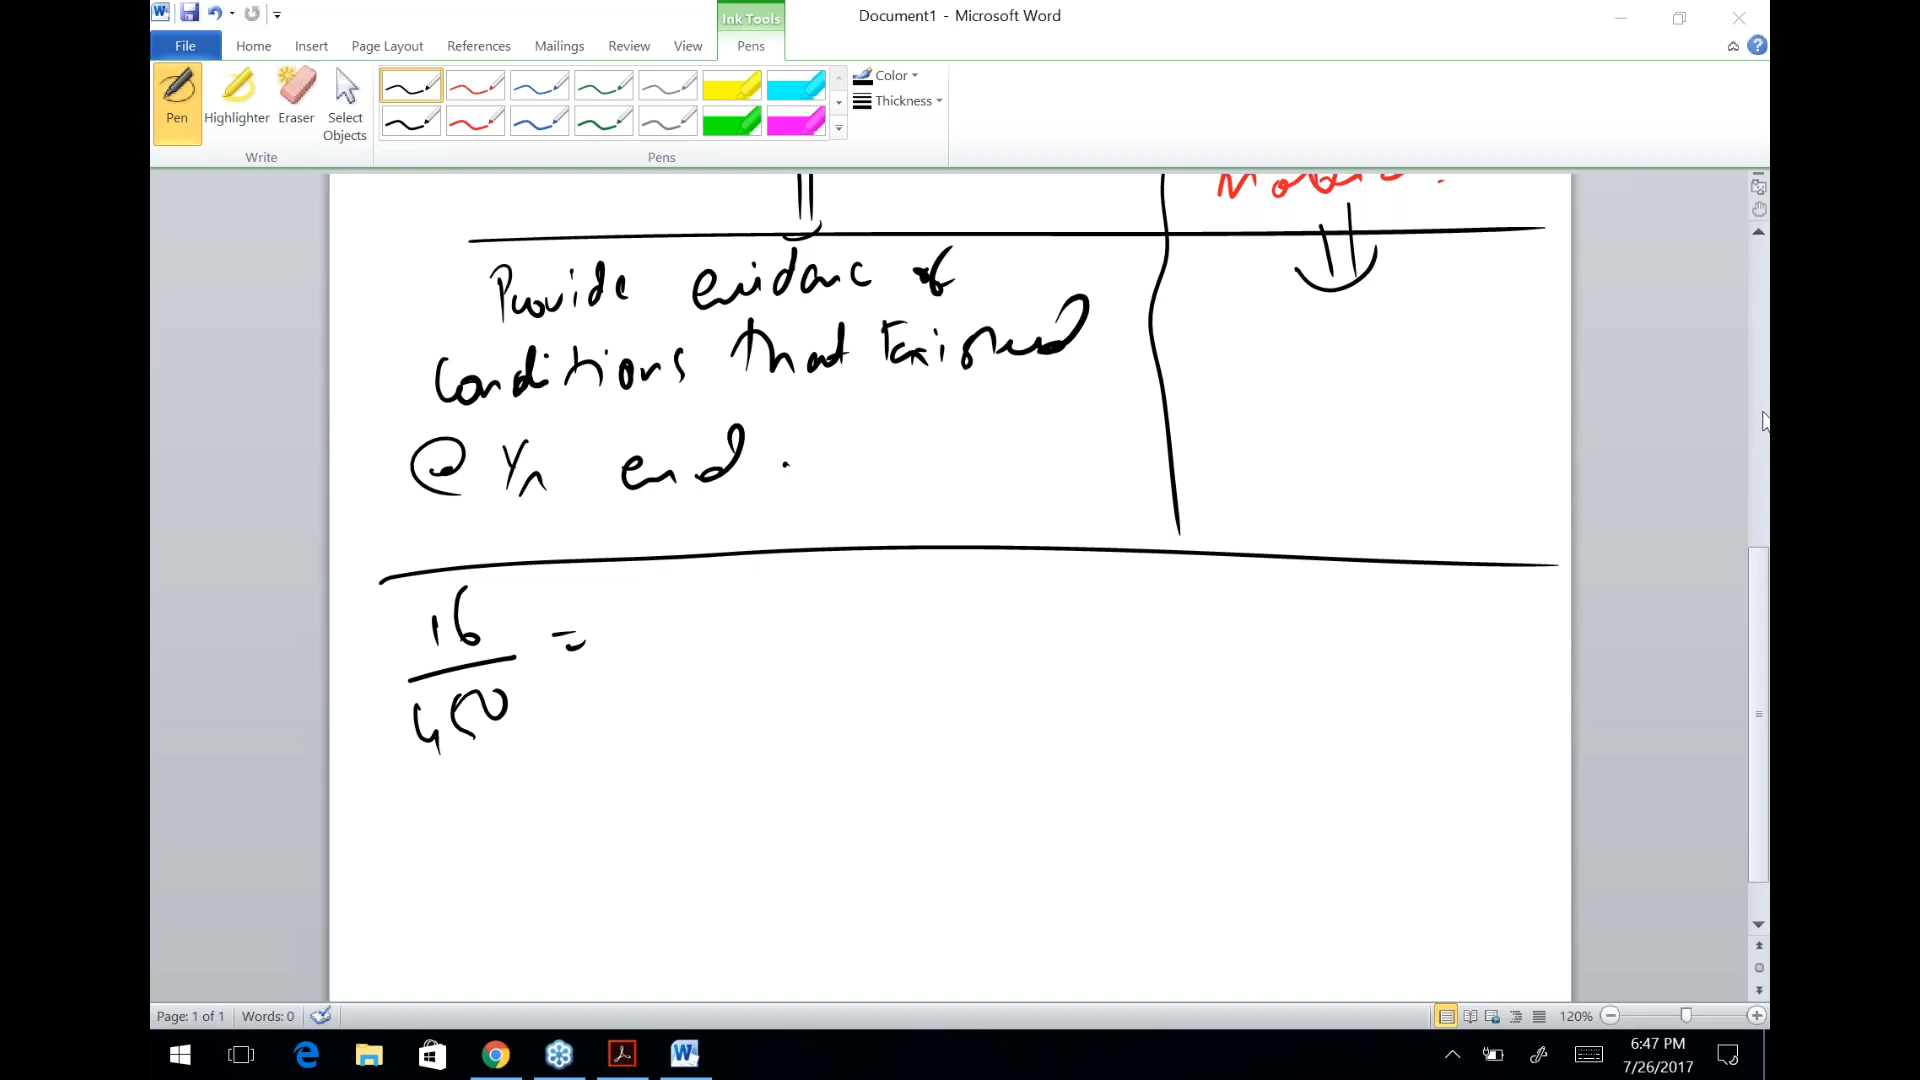 Document1 - Microsoft Word
Ink Tools
File Home Insert Page Layout References Mailings Review View Pens
Pen Highlighter Eraser Select Objects
Color
Thickness
Write Pens
Provide evidanc of
Conditions that Existed
@ Yr end .
16
450
=
Page: 1 of 1 Words: 0 120%
6:47 PM
7/26/2017